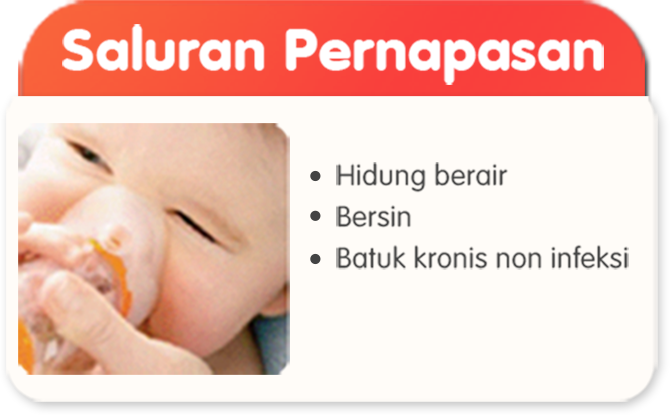 Saluran Pernapasan
• Hidung berair
• Bersin
• Batuk kronis non infeksi